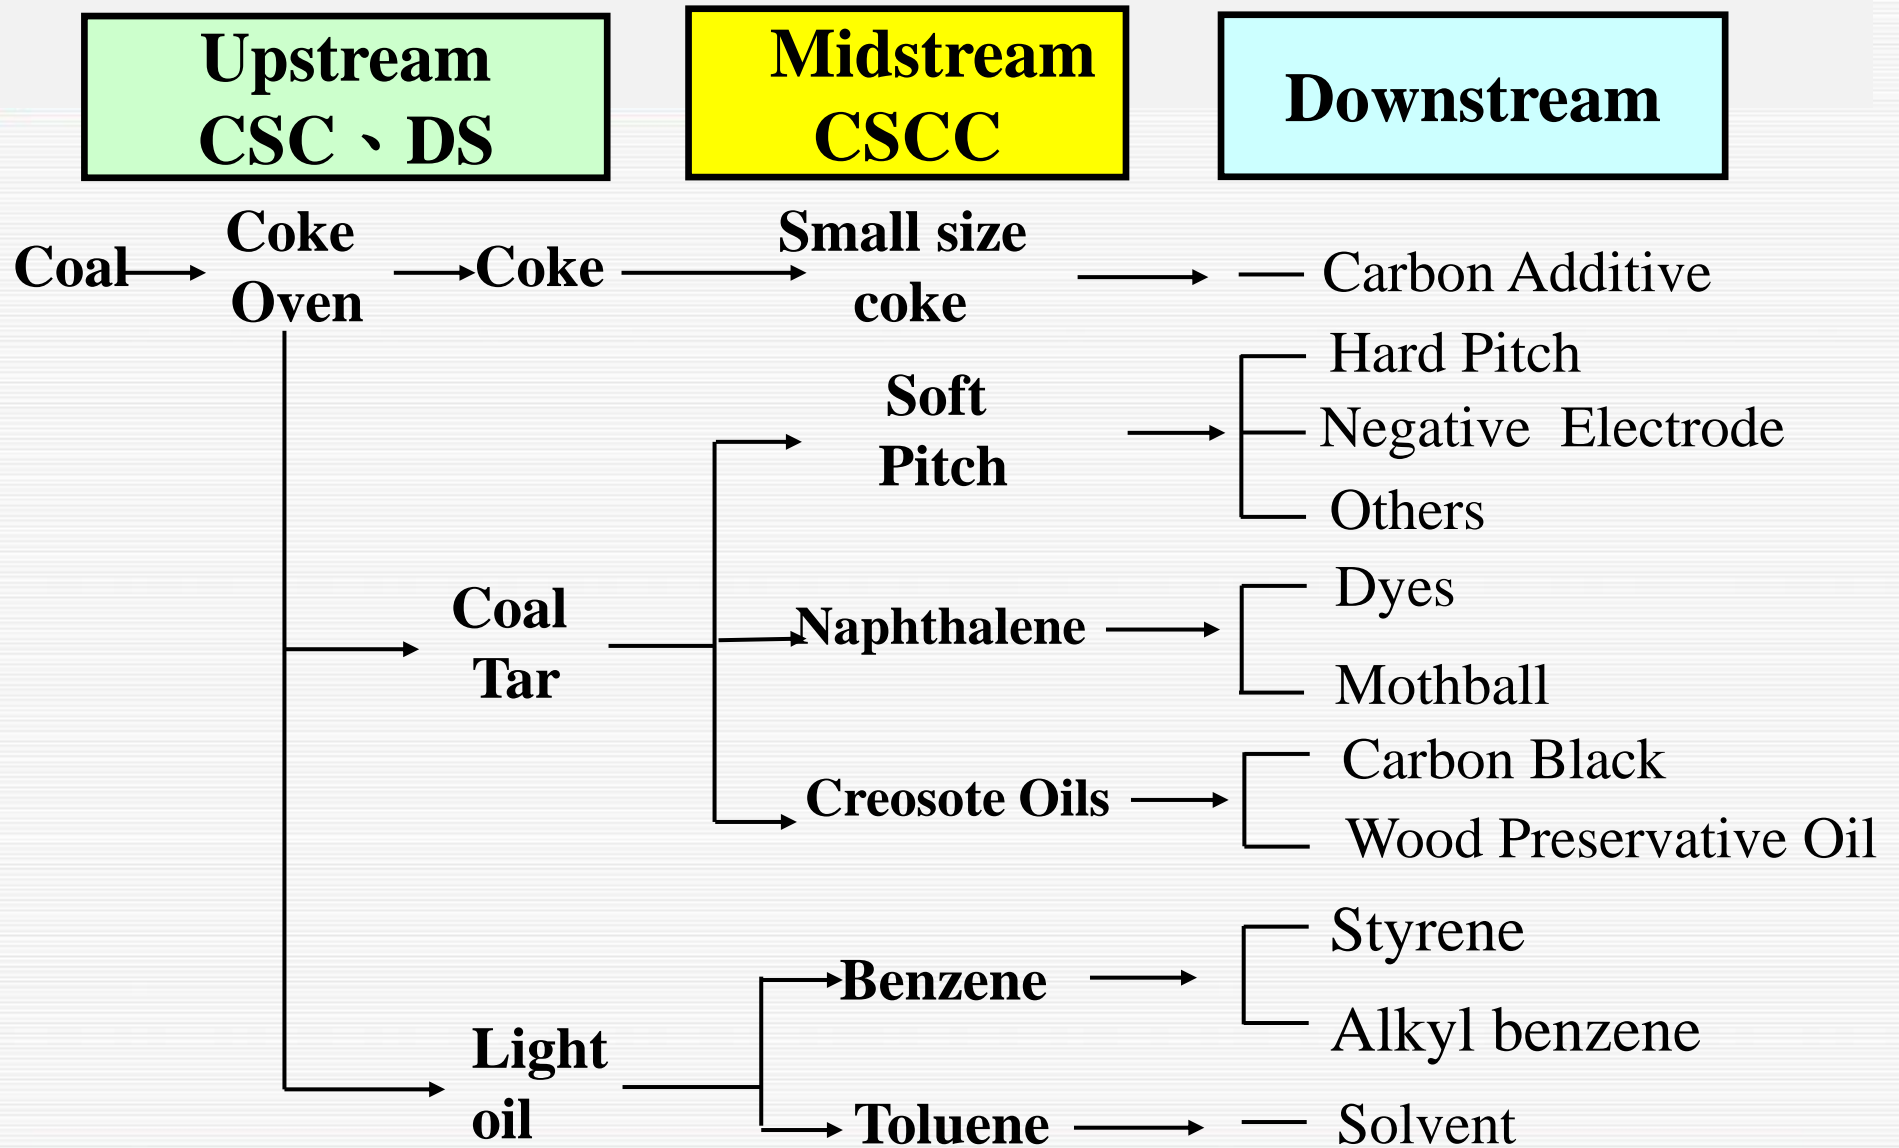 Upstream
CSC、DS
Midstream
CSCC
Downstream
Coal
Coke
Oven
Coke
Small size
coke
Carbon Additive
Soft
Pitch
Hard Pitch
Negative Electrode
Others
Coal
Tar
Naphthalene
Dyes
Mothball
Creosote Oils
Carbon Black
Wood Preservative Oil
Light
oil
Benzene
Styrene
Alkyl benzene
Toluene
Solvent